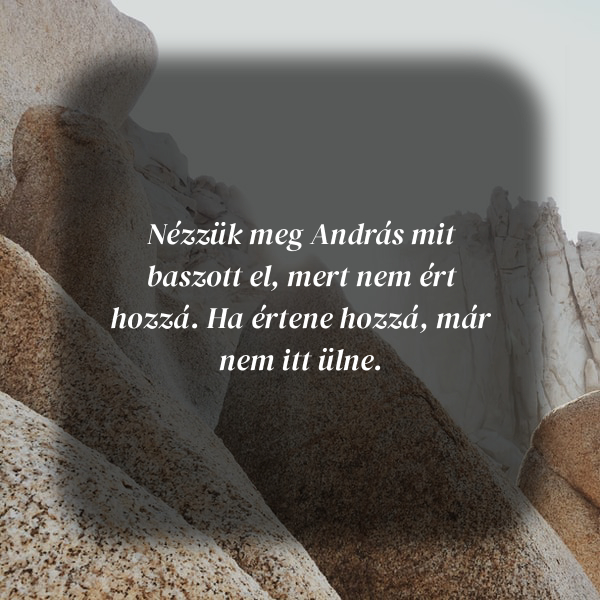 Nézzük meg András mit
baszott el, mert nem ért
hozzá. Ha értene hozzá, már
nem itt ülne.